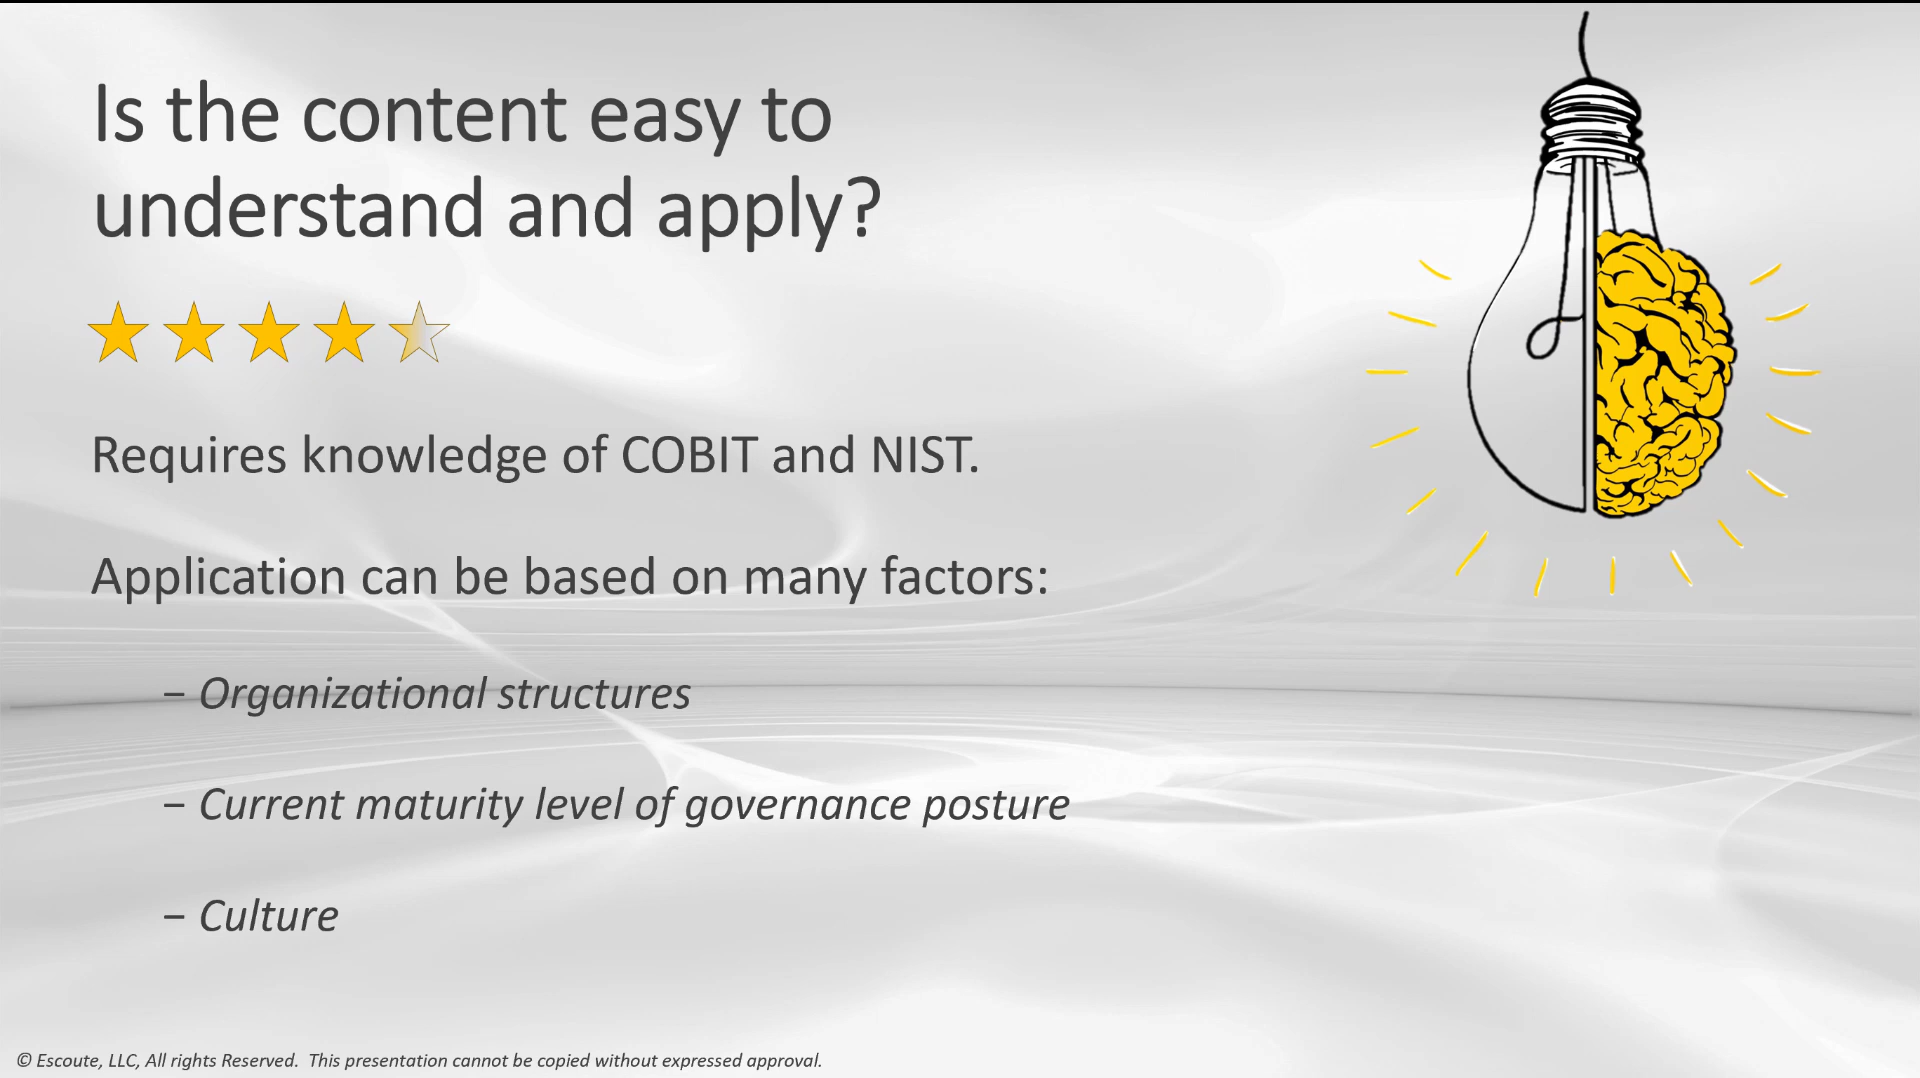 Is the content easy to
understand and apply?
Requires knowledge of COBIT and NIST.
Application can be based on many factors:
– Organizational structures
– Current maturity level of governance posture
– Culture
© Escoute, LLC, All rights Reserved.  This presentation cannot be copied without expressed approval.